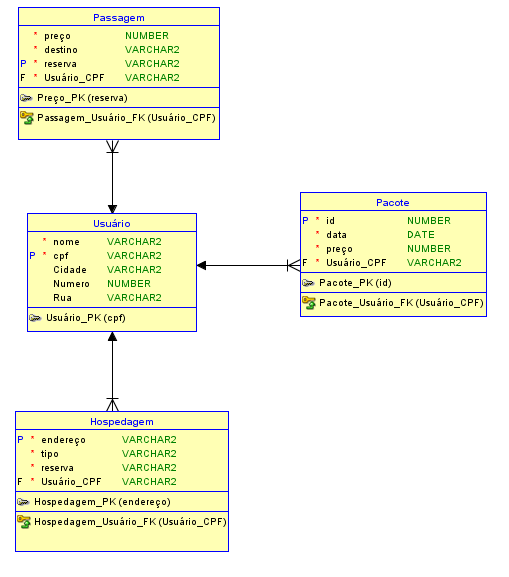 Passagem
* preço NUMBER
* destino VARCHAR2
P * reserva VARCHAR2
F * Usuário_CPF VARCHAR2
Preço_PK (reserva)
Passagem_Usuário_FK (Usuário_CPF)
Usuário
* nome VARCHAR2
P * cpf VARCHAR2
Cidade VARCHAR2
Numero NUMBER
Rua VARCHAR2
Usuário_PK (cpf)
Pacote
P * id NUMBER
* data DATE
* preço NUMBER
F * Usuário_CPF VARCHAR2
Pacote_PK (id)
Pacote_Usuário_FK (Usuário_CPF)
Hospedagem
P * endereço VARCHAR2
* tipo VARCHAR2
* reserva VARCHAR2
F * Usuário_CPF VARCHAR2
Hospedagem_PK (endereço)
Hospedagem_Usuário_FK (Usuário_CPF)